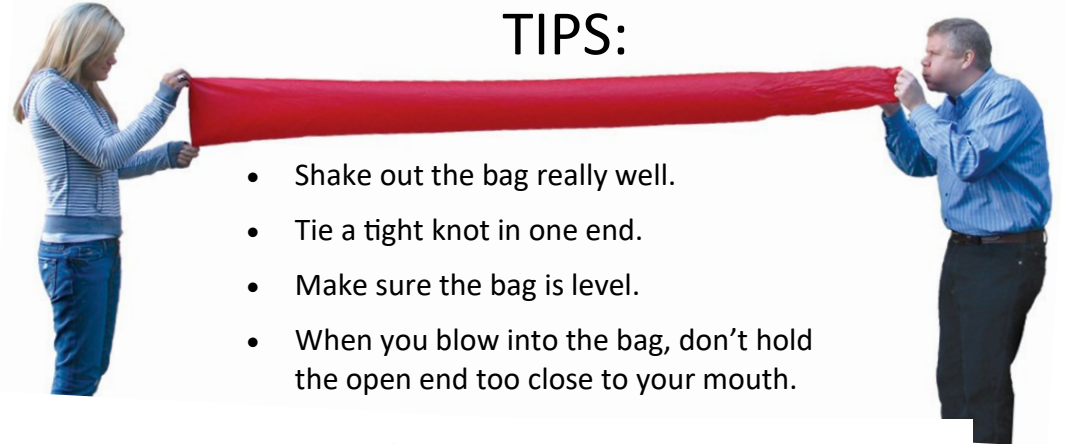 TIPS:
• Shake out the bag really well.
• Tie a tight knot in one end.
• Make sure the bag is level.
• When you blow into the bag, don’t hold
the open end too close to your mouth.